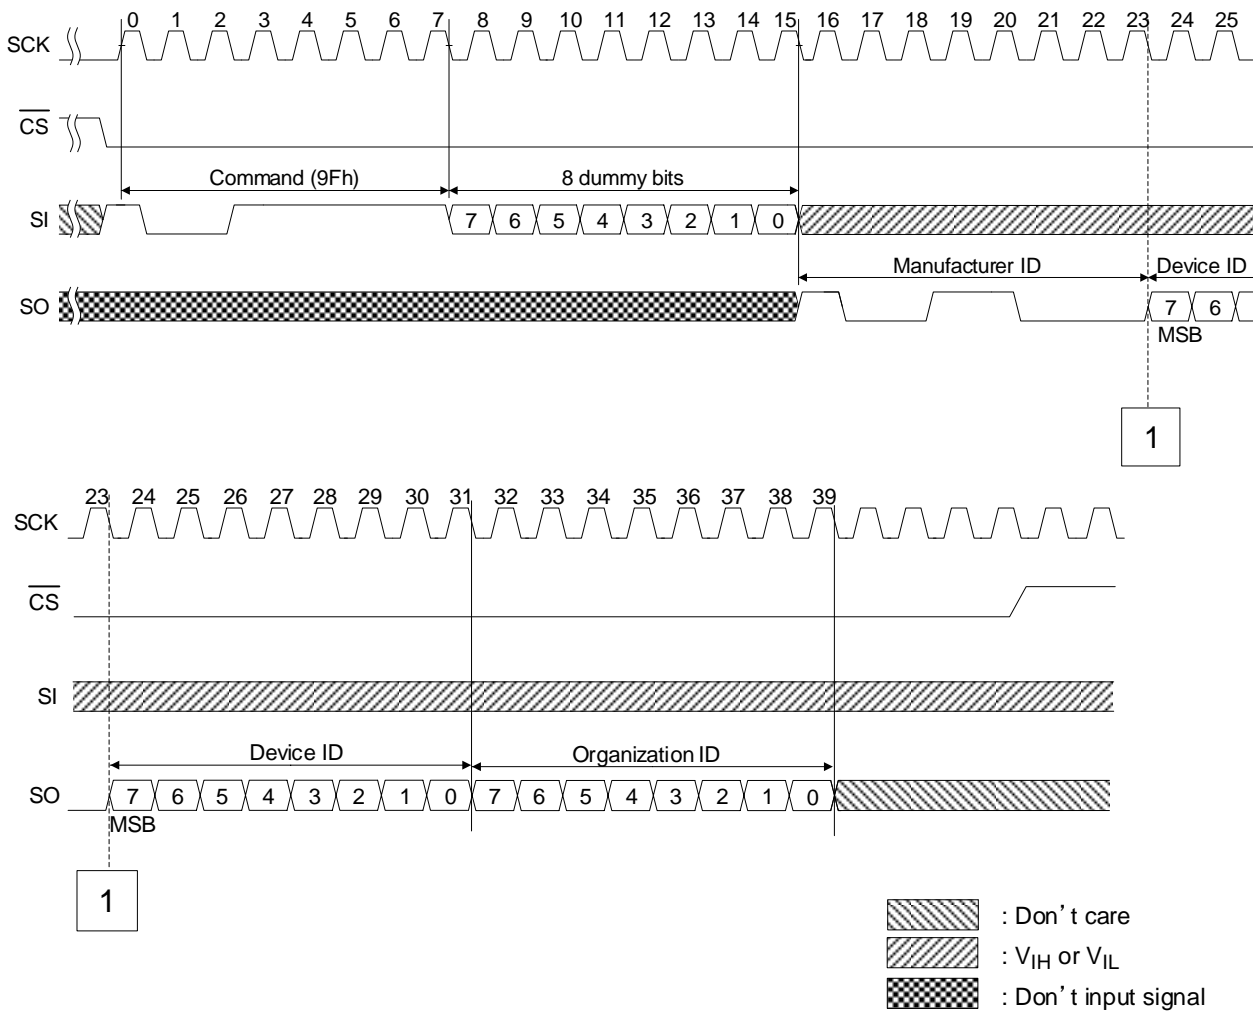 0 1 2 3 4 5 6 7 8 9 10 11 12 13 14 15 16 17 18 19 20 21 22 23 24 25
SCK
CS
Command (9Fh) 8 dummy bits
SI 7 6 5 4 3 2 1 0
Manufacturer ID Device ID
SO 7 6
MSB
1
23 24 25 26 27 28 29 30 31 32 33 34 35 36 37 38 39
SCK
CS
SI
Device ID Organization ID
SO 7 6 5 4 3 2 1 0 7 6 5 4 3 2 1 0
MSB
1
: Don't care
: VIH or VIL
: Don't input signal